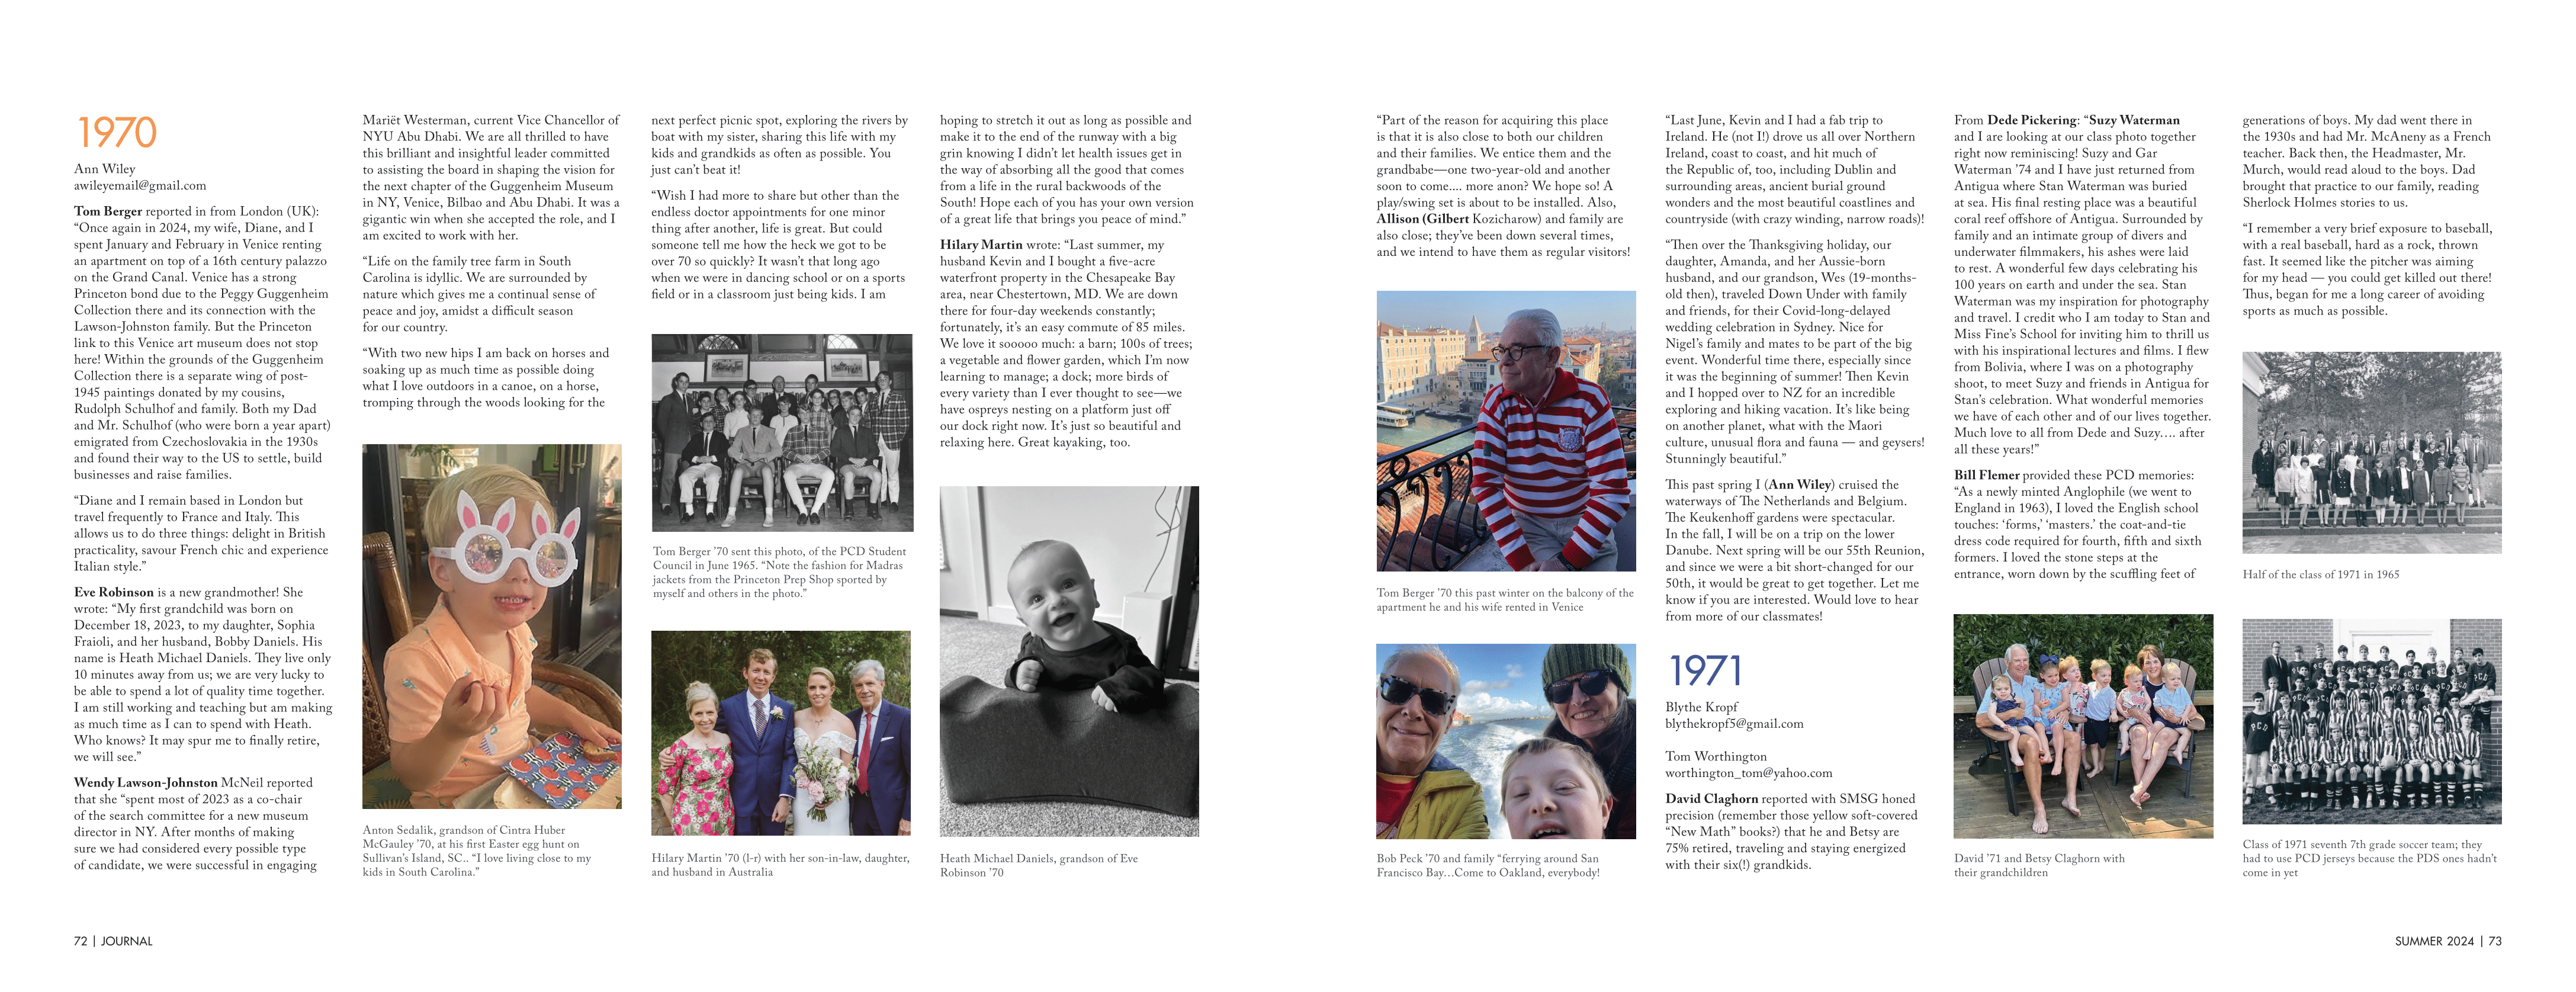 1970
Ann Wiley
awileyemail@gmail.com
Tom Berger reported in from London (UK):
“Once again in 2024, my wife, Diane, and I
spent January and February in Venice renting
an apartment on top of a 16th century palazzo
on the Grand Canal. Venice has a strong
Princeton bond due to the Peggy Guggenheim
Collection there and its connection with the
Lawson-Johnston family. But the Princeton
link to this Venice art museum does not stop
here! Within the grounds of the Guggenheim
Collection there is a separate wing of post-
1945 paintings donated by my cousins,
Rudolph Schulhof and family. Both my Dad
and Mr. Schulhof (who were born a year apart)
emigrated from Czechoslovakia in the 1930s
and found their way to the US to settle, build
businesses and raise families.
“Diane and I remain based in London but
travel frequently to France and Italy. This
allows us to do three things: delight in British
practicality, savour French chic and experience
Italian style.”
Eve Robinson is a new grandmother! She
wrote: “My first grandchild was born on
December 18, 2023, to my daughter, Sophia
Fraioli, and her husband, Bobby Daniels. His
name is Heath Michael Daniels. They live only
10 minutes away from us; we are very lucky to
be able to spend a lot of quality time together.
I am still working and teaching but am making
as much time as I can to spend with Heath.
Who knows? It may spur me to finally retire,
we will see.”
Wendy Lawson-Johnston McNeil reported
that she “spent most of 2023 as a co-chair
of the search committee for a new museum
director in NY. After months of making
sure we had considered every possible type
of candidate, we were successful in engaging
Mariët Westerman, current Vice Chancellor of
NYU Abu Dhabi. We are all thrilled to have
this brilliant and insightful leader committed
to assisting the board in shaping the vision for
the next chapter of the Guggenheim Museum
in NY, Venice, Bilbao and Abu Dhabi. It was a
gigantic win when she accepted the role, and I
am excited to work with her.
“Life on the family tree farm in South
Carolina is idyllic. We are surrounded by
nature which gives me a continual sense of
peace and joy, amidst a difficult season
for our country.
“With two new hips I am back on horses and
soaking up as much time as possible doing
what I love outdoors in a canoe, on a horse,
tromping through the woods looking for the
Anton Sedalik, grandson of Cintra Huber
McGauley ’70, at his first Easter egg hunt on
Sullivan’s Island, SC.. “I love living close to my
kids in South Carolina.”
next perfect picnic spot, exploring the rivers by
boat with my sister, sharing this life with my
kids and grandkids as often as possible. You
just can’t beat it!
“Wish I had more to share but other than the
endless doctor appointments for one minor
thing after another, life is great. But could
someone tell me how the heck we got to be
over 70 so quickly? It wasn’t that long ago
when we were in dancing school or on a sports
field or in a classroom just being kids. I am
Tom Berger ’70 sent this photo, of the PCD Student
Council in June 1965. “Note the fashion for Madras
jackets from the Princeton Prep Shop sported by
myself and others in the photo.”
Hilary Martin ’70 (l-r) with her son-in-law, daughter,
and husband in Australia
hoping to stretch it out as long as possible and
make it to the end of the runway with a big
grin knowing I didn’t let health issues get in
the way of absorbing all the good that comes
from a life in the rural backwoods of the
South! Hope each of you has your own version
of a great life that brings you peace of mind.”
Hilary Martin wrote: “Last summer, my
husband Kevin and I bought a five-acre
waterfront property in the Chesapeake Bay
area, near Chestertown, MD. We are down
there for four-day weekends constantly;
fortunately, it’s an easy commute of 85 miles.
We love it sooooo much: a barn; 100s of trees;
a vegetable and flower garden, which I’m now
learning to manage; a dock; more birds of
every variety than I ever thought to see—we
have ospreys nesting on a platform just off
our dock right now. It’s just so beautiful and
relaxing here. Great kayaking, too.
Heath Michael Daniels, grandson of Eve
Robinson ’70
72 | JOURNAL
“Part of the reason for acquiring this place
is that it is also close to both our children
and their families. We entice them and the
grandbabe—one two-year-old and another
soon to come.... more anon? We hope so! A
play/swing set is about to be installed. Also,
Allison (Gilbert Kozicharow) and family are
also close; they’ve been down several times,
and we intend to have them as regular visitors!
Tom Berger ’70 this past winter on the balcony of the
apartment he and his wife rented in Venice
Bob Peck ’70 and family “ferrying around San
Francisco Bay…Come to Oakland, everybody!
“Last June, Kevin and I had a fab trip to
Ireland. He (not I!) drove us all over Northern
Ireland, coast to coast, and hit much of
the Republic of, too, including Dublin and
surrounding areas, ancient burial ground
wonders and the most beautiful coastlines and
countryside (with crazy winding, narrow roads)!
“Then over the Thanksgiving holiday, our
daughter, Amanda, and her Aussie-born
husband, and our grandson, Wes (19-months-
old then), traveled Down Under with family
and friends, for their Covid-long-delayed
wedding celebration in Sydney. Nice for
Nigel’s family and mates to be part of the big
event. Wonderful time there, especially since
it was the beginning of summer! Then Kevin
and I hopped over to NZ for an incredible
exploring and hiking vacation. It’s like being
on another planet, what with the Maori
culture, unusual flora and fauna — and geysers!
Stunningly beautiful.”
This past spring I (Ann Wiley) cruised the
waterways of The Netherlands and Belgium.
The Keukenhoff gardens were spectacular.
In the fall, I will be on a trip on the lower
Danube. Next spring will be our 55th Reunion,
and since we were a bit short-changed for our
50th, it would be great to get together. Let me
know if you are interested. Would love to hear
from more of our classmates!
1971
Blythe Kropf
blythekropf5@gmail.com
Tom Worthington
worthington_tom@yahoo.com
David Claghorn reported with SMSG honed
precision (remember those yellow soft-covered
“New Math” books?) that he and Betsy are
75% retired, traveling and staying energized
with their six(!) grandkids.
From Dede Pickering: “Suzy Waterman
and I are looking at our class photo together
right now reminiscing! Suzy and Gar
Waterman ’74 and I have just returned from
Antigua where Stan Waterman was buried
at sea. His final resting place was a beautiful
coral reef offshore of Antigua. Surrounded by
family and an intimate group of divers and
underwater filmmakers, his ashes were laid
to rest. A wonderful few days celebrating his
100 years on earth and under the sea. Stan
Waterman was my inspiration for photography
and travel. I credit who I am today to Stan and
Miss Fine’s School for inviting him to thrill us
with his inspirational lectures and films. I flew
from Bolivia, where I was on a photography
shoot, to meet Suzy and friends in Antigua for
Stan’s celebration. What wonderful memories
we have of each other and of our lives together.
Much love to all from Dede and Suzy…. after
all these years!”
Bill Flemer provided these PCD memories:
“As a newly minted Anglophile (we went to
England in 1963), I loved the English school
touches: ‘forms,’ ‘masters.’ the coat-and-tie
dress code required for fourth, fifth and sixth
formers. I loved the stone steps at the
entrance, worn down by the scuffling feet of
David ’71 and Betsy Claghorn with
their grandchildren
generations of boys. My dad went there in
the 1930s and had Mr. McAneny as a French
teacher. Back then, the Headmaster, Mr.
Murch, would read aloud to the boys. Dad
brought that practice to our family, reading
Sherlock Holmes stories to us.
“I remember a very brief exposure to baseball,
with a real baseball, hard as a rock, thrown
fast. It seemed like the pitcher was aiming
for my head — you could get killed out there!
Thus, began for me a long career of avoiding
sports as much as possible.
Half of the class of 1971 in 1965
Class of 1971 seventh 7th grade soccer team; they
had to use PCD jerseys because the PDS ones hadn’t
come in yet
SUMMER 2024 | 73